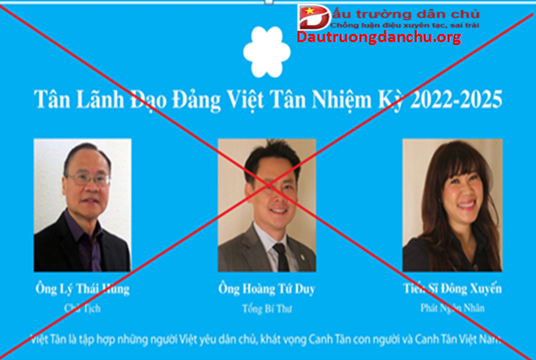 Đấu trường dân chủ
Chống luận điệu xuyên tạc, sai trái
Dautruongdanchu.org
Tân Lãnh Đạo Đảng Việt Tân Nhiệm Kỳ 2022-2025
Ông Lý Thái Hùng
Chủ Tịch
Ông Hoàng Tứ Duy
Tổng Bí Thư
Tiến Sĩ Đông Xuyến
Phát Ngôn Nhân
Việt Tân là tập hợp những người Việt yêu dân chủ, khát vọng Canh Tân con người và Canh Tân Việt Nam